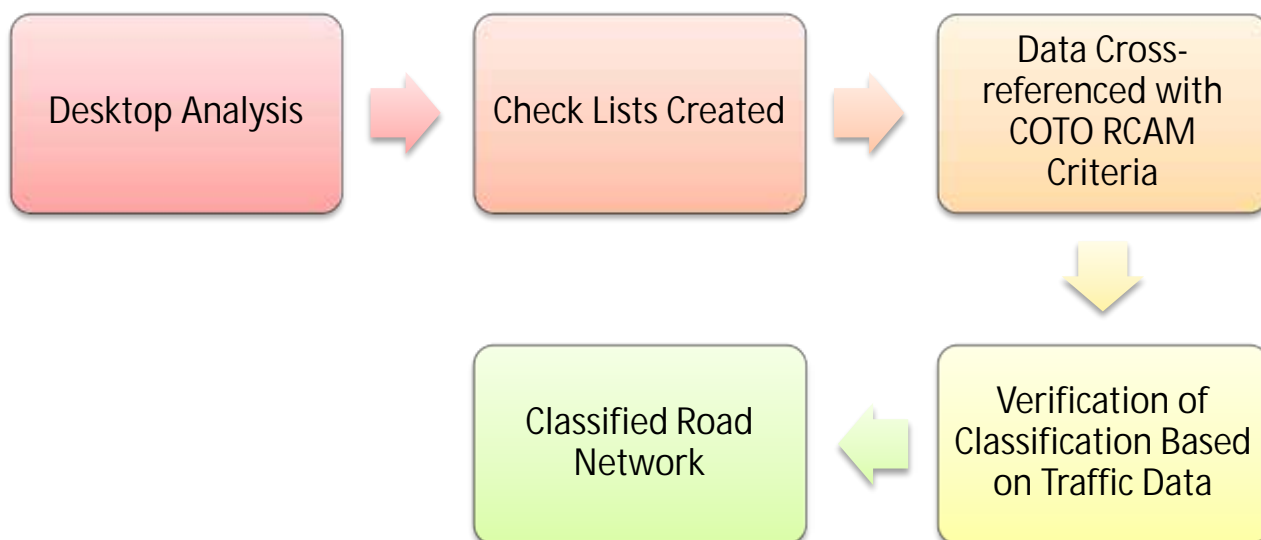 Desktop Analysis
Check Lists Created
Data Cross-
referenced with
COTO RCAM
Criteria
Verification of
Classification Based
on Traffic Data
Classified Road
Network